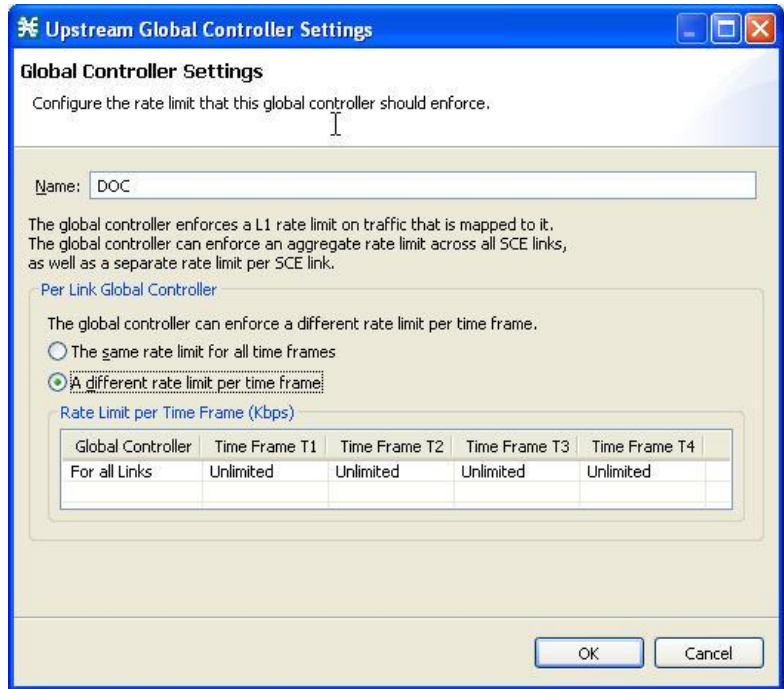 Upstream Global Controller Settings
Global Controller Settings
Configure the rate limit that this global controller should enforce.
Name: DOC
The global controller enforces a L1 rate limit on traffic that is mapped to it.
The global controller can enforce an aggregate rate limit across all SCE links,
as well as a separate rate limit per SCE link.
Per Link Global Controller
The global controller can enforce a different rate limit per time frame.
The same rate limit for all time frames
A different rate limit per time frame
Rate Limit per Time Frame (Kbps)
Global Controller Time Frame T1 Time Frame T2 Time Frame T3 Time Frame T4
For all Links Unlimited Unlimited Unlimited Unlimited
OK Cancel